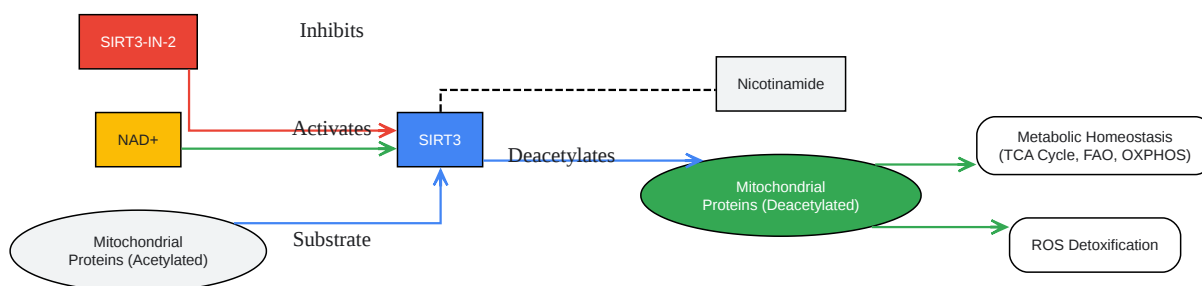 SIRT3-IN-2
Inhibits
Nicotinamide
NAD+
Activates
SIRT3
Deacetylates
Metabolic Homeostasis
(TCA Cycle, FAO, OXPHOS)
Mitochondrial
Proteins (Deacetylated)
Mitochondrial
Proteins (Acetylated)
Substrate
ROS Detoxification